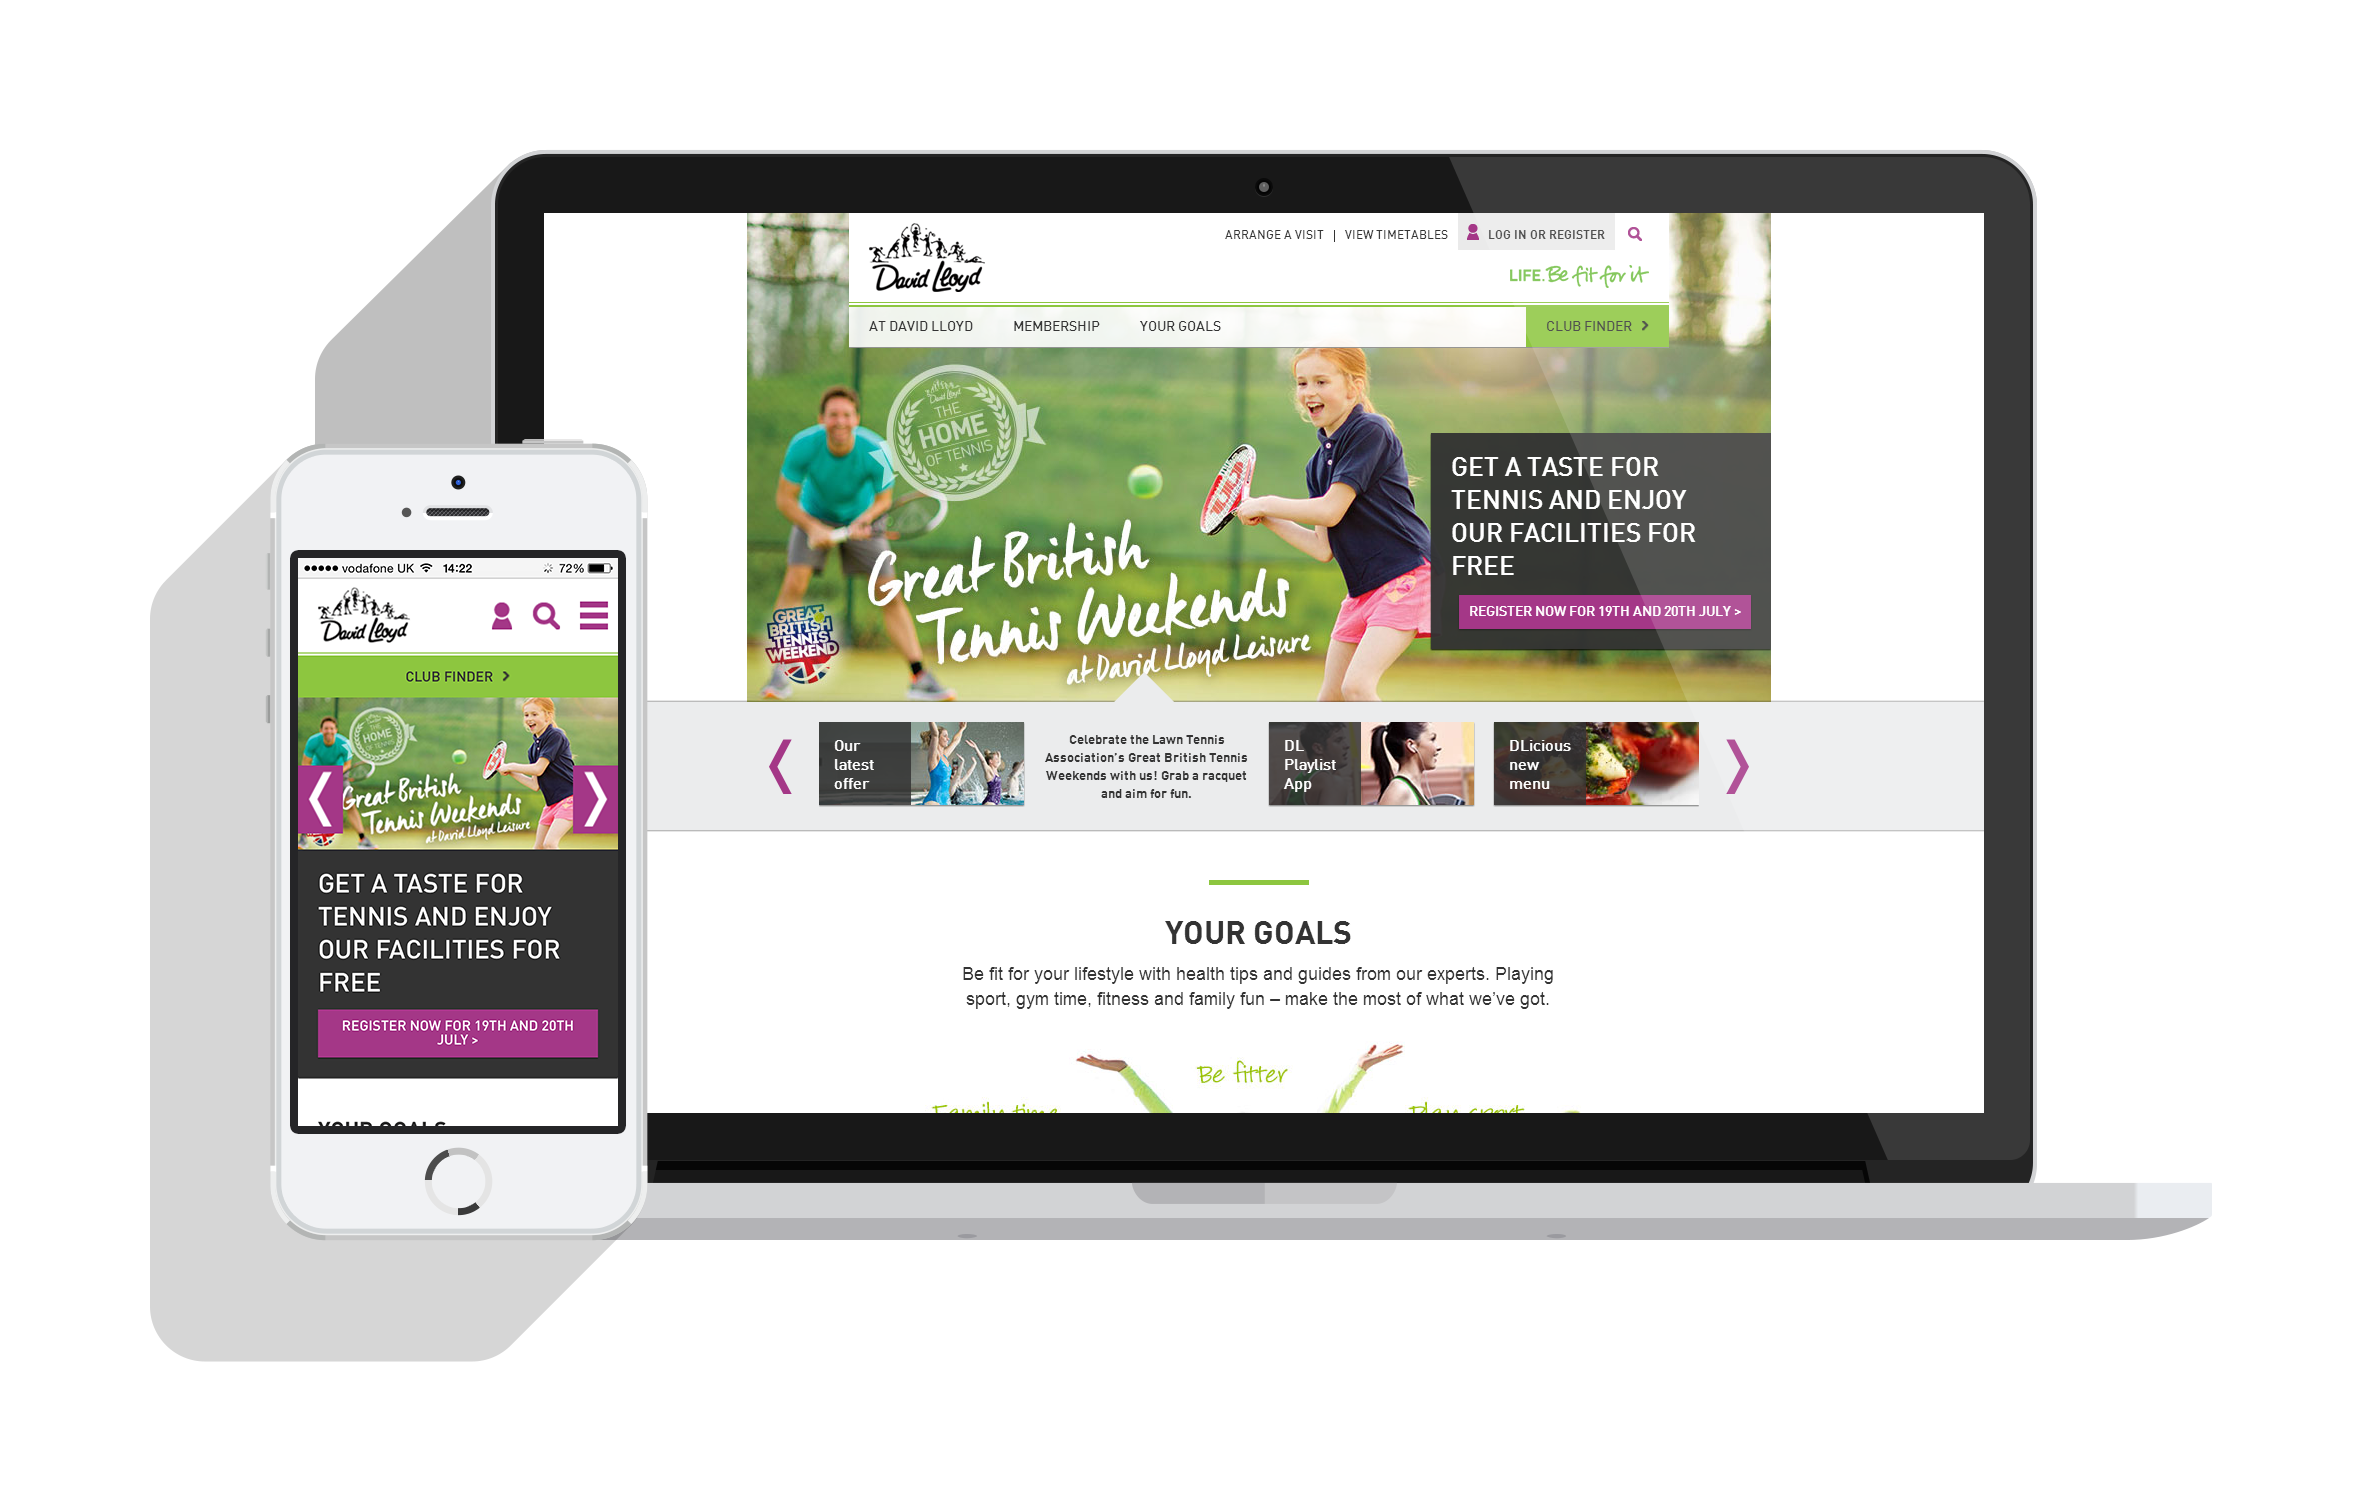 David Lloyd
ARRANGE A VISIT | VIEW TIMETABLES
LOG IN OR REGISTER
LIFE. Be fit for it
AT DAVID LLOYD
MEMBERSHIP
YOUR GOALS
CLUB FINDER >
David Lloyd
THE
HOME
OF TENNIS
GET A TASTE FOR
TENNIS AND ENJOY
OUR FACILITIES FOR
FREE
REGISTER NOW FOR 19TH AND 20TH JULY >
Great British
Tennis Weekends
at David Lloyd Leisure
GREAT
BRITISH
TENNIS
WEEKEND
Our
latest
offer
Celebrate the Lawn Tennis
Association's Great British Tennis
Weekends with us! Grab a racquet
and aim for fun.
DL
Playlist
App
DLicious
new
menu
YOUR GOALS
Be fit for your lifestyle with health tips and guides from our experts. Playing
sport, gym time, fitness and family fun – make the most of what we've got.
Be fitter
Family time
Play sport
vodafone UK 14:22 72%
David Lloyd
CLUB FINDER >
THE
HOME
OF TENNIS
Great British
Tennis Weekends
at David Lloyd Leisure
GET A TASTE FOR
TENNIS AND ENJOY
OUR FACILITIES FOR
FREE
REGISTER NOW FOR 19TH AND 20TH
JULY >
YOUR GOALS